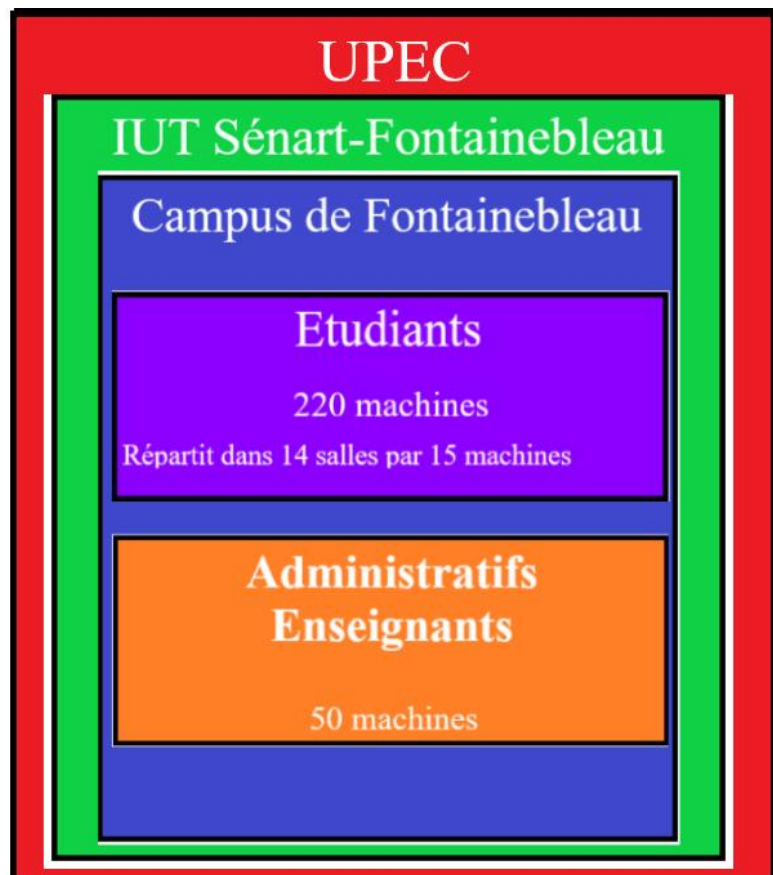 UPEC
IUT Sénart-Fontainebleau
Campus de Fontainebleau
Etudiants
220 machines
Répartit dans 14 salles par 15 machines
Administratifs
Enseignants
50 machines